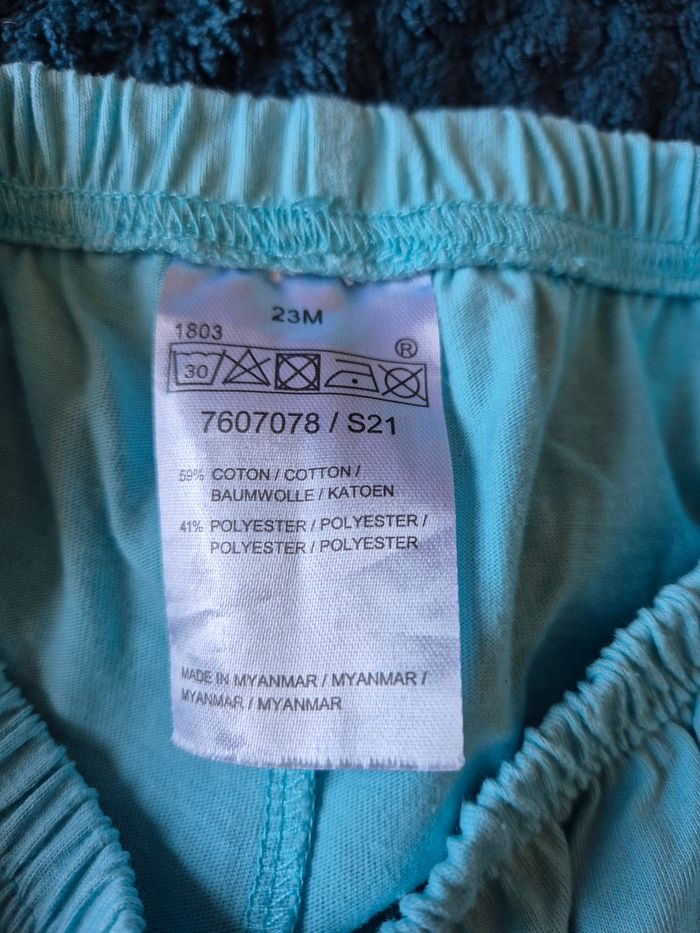 23M
1803
®
30
7607078 / S21
59% COTON / COTTON /
BAUMWOLLE / KATOEN
41% POLYESTER / POLYESTER /
POLYESTER / POLYESTER
MADE IN MYANMAR / MYANMAR /
MYANMAR / MYANMAR